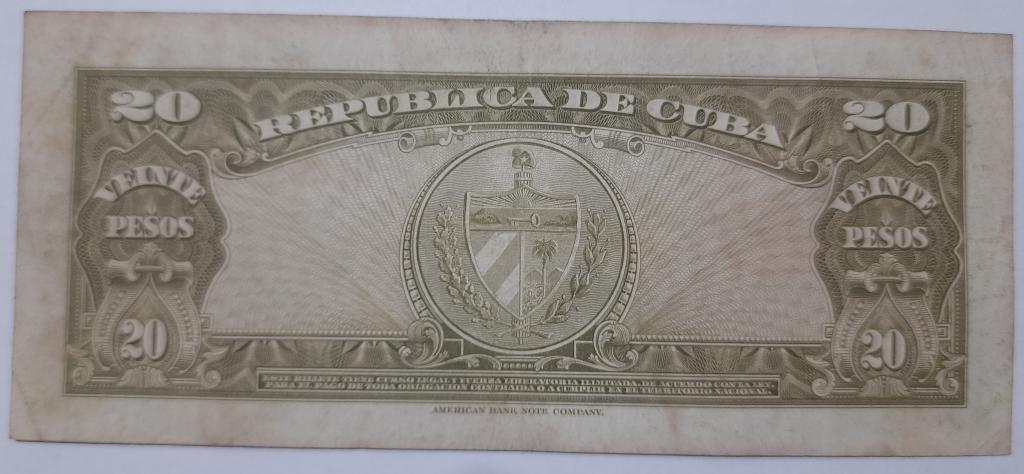 20 REPUBLICA DE CUBA 20
VEINTE PESOS VEINTE PESOS
20 20
ESTE BILLETE TIENE CURSO LEGAL Y FUERZA LIBERATORIA ILIMITADA, DE ACUERDO CON LA LEY,
PARA EL PAGO DE TODA OBLIGACION CONTRAIDA O A CUMPLIR EN EL TERRITORIO NACIONAL.
AMERICAN BANK NOTE COMPANY.